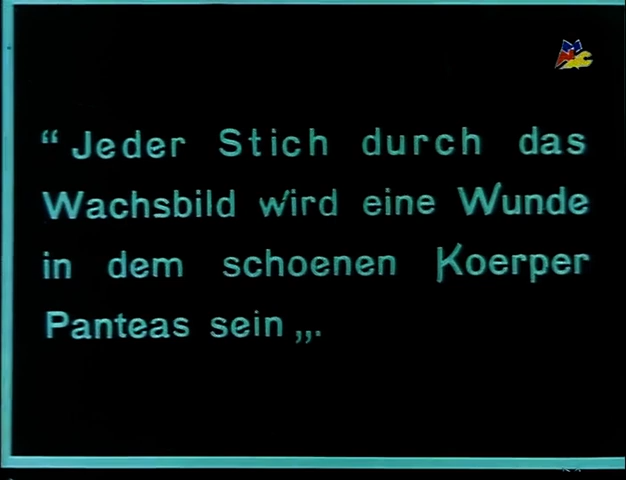 “ Jeder Stich durch das
Wachsbild wird eine Wunde
in dem schoenen Koerper
Panteas sein „.